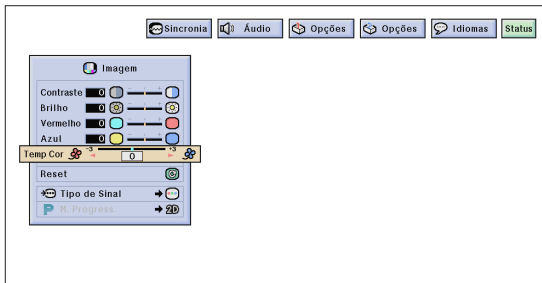 Sincronia Áudio Opções Opções Idiomas Status
Imagem
Contraste 0
Brilho 0
Vermelho 0
Azul 0
Temp Cor -3 0 +3
Reset
Tipo de Sinal
P M. Progress. 2D